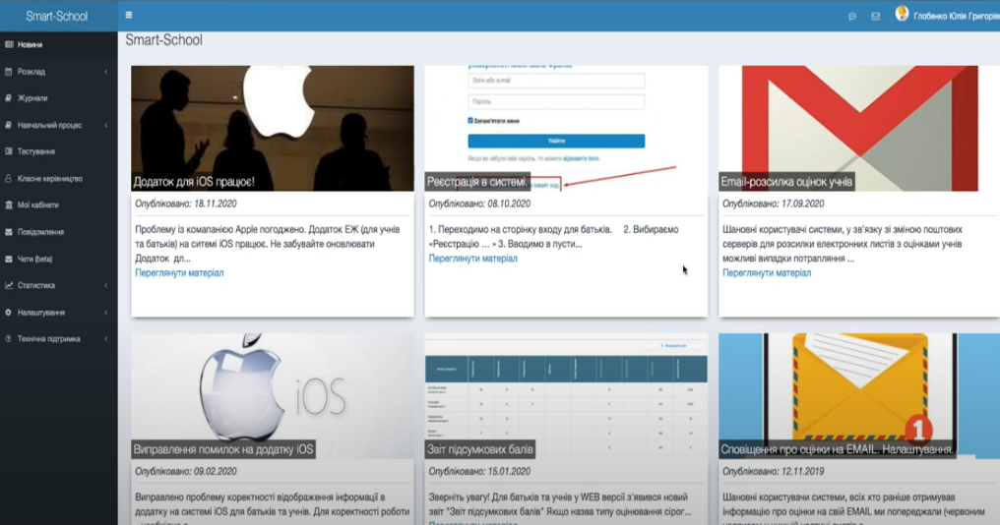 Smart-School
Глобенко Юлія Григорівн
Smart-School
Новини
Розклад
Журнали
Навчальний процес
Тестування
Класне керівництво
Мої кабінети
Повідомлення
Чати (beta)
Статистика
Налаштування
Технічна підтримка
Додаток для iOS працює!
Опубліковано: 18.11.2020
Проблему із комапанією Apple погоджено. Додаток ЕЖ (для учнів
та батьків) на ситемі iOS працює. Не забувайте оновлювати
Додаток дл...
Переглянути матеріал
Логін або e-mail
Пароль
Запам'ятати мене
Увійти
Якщо ви забули свій пароль, то можете відновити його.
інвайт код
Реєстрація в системі.
Опубліковано: 08.10.2020
1. Переходимо на сторінку входу для батьків. 2. Вибираємо
«Реєстрацію ... » 3. Вводимо в пусти...
Переглянути матеріал
Email-розсилка оцінок учнів
Опубліковано: 17.09.2020
Шановні користувачі системи, у зв'язку зі зміною поштових
серверів для розсилки електронних листів з оцінками учнів
можливі випадки потрапляння ...
Переглянути матеріал
iOS
Виправлення помилок на додатку iOS
Опубліковано: 09.02.2020
Виправлено проблему коректності відображення інформації в
додатку на системі iOS для батьків та учнів. Для коректності роботи
Звіт підсумкових балів
Опубліковано: 15.01.2020
Зверніть увагу! Для батьків та учнів у WEB версії з'явився новий
звіт "Звіт підсумкових балів" Якщо назва типу оцінювання сірог...
Переглянути матеріал
1
Сповіщення про оцінки на EMAIL. Налаштування.
Опубліковано: 12.11.2019
Шановні користувачи системи, всіх хто раніше отримував
інформацію про оцінки на свій EMAIL ми попереджали (червоним